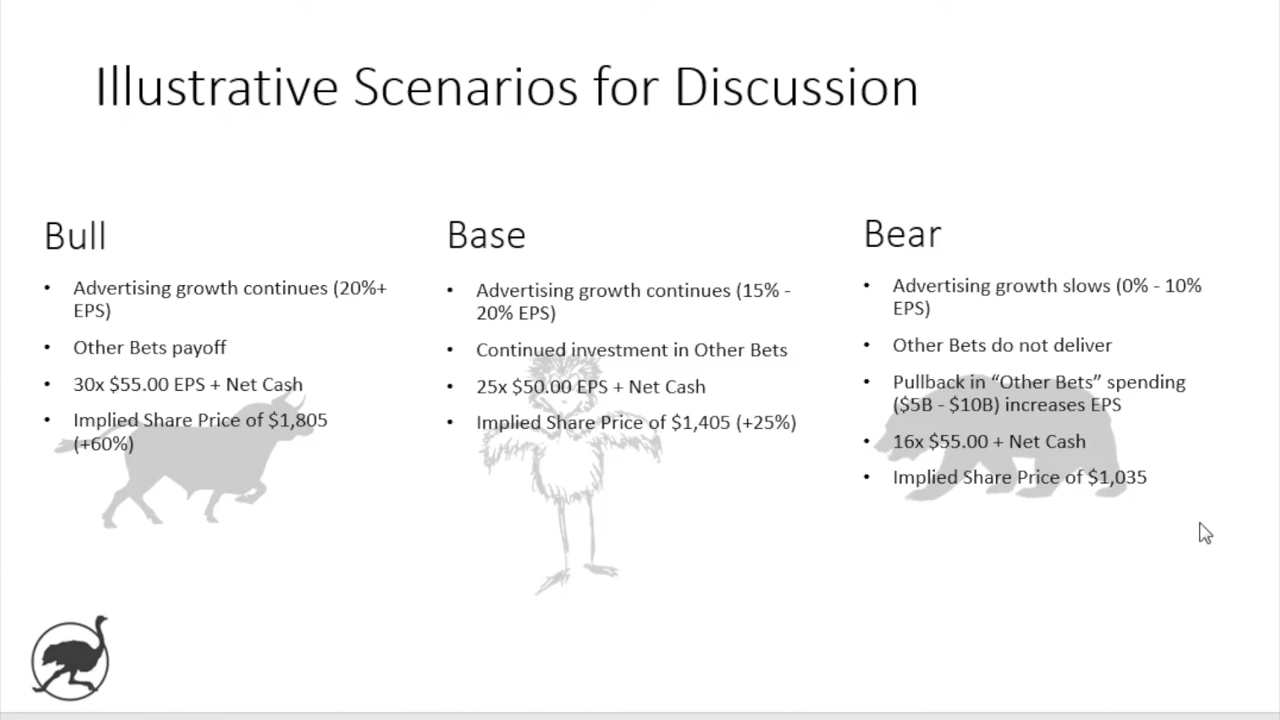 Illustrative Scenarios for Discussion
Bull
• Advertising growth continues (20%+
EPS)
• Other Bets payoff
• 30x $55.00 EPS + Net Cash
• Implied Share Price of $1,805
(+60%)
Base
• Advertising growth continues (15% -
20% EPS)
• Continued investment in Other Bets
• 25x $50.00 EPS + Net Cash
• Implied Share Price of $1,405 (+25%)
Bear
• Advertising growth slows (0% - 10%
EPS)
• Other Bets do not deliver
• Pullback in “Other Bets” spending
($5B - $10B) increases EPS
• 16x $55.00 + Net Cash
• Implied Share Price of $1,035